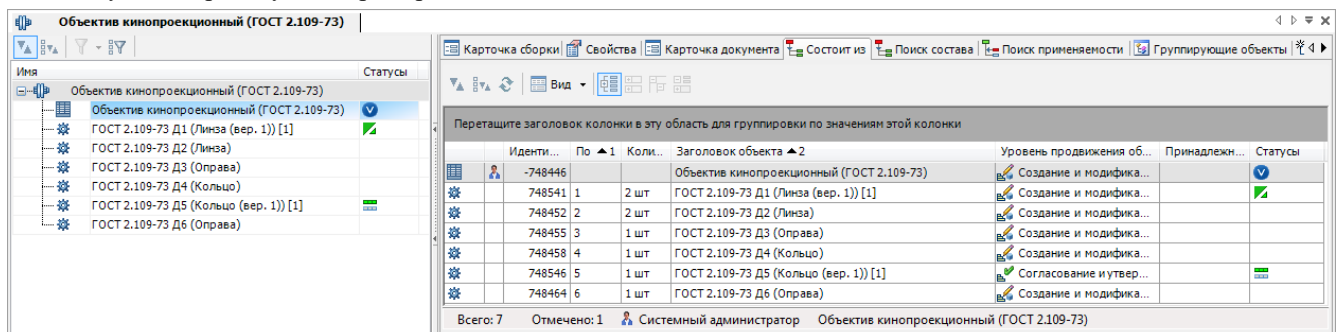 Объектив кинопроекционный (ГОСТ 2.109-73)
Имя Статусы
Объектив кинопроекционный (ГОСТ 2.109-73)
Объектив кинопроекционный (ГОСТ 2.109-73)
ГОСТ 2.109-73 Д1 (Линза (вер. 1)) [1]
ГОСТ 2.109-73 Д2 (Линза)
ГОСТ 2.109-73 Д3 (Оправа)
ГОСТ 2.109-73 Д4 (Кольцо)
ГОСТ 2.109-73 Д5 (Кольцо (вер. 1)) [1]
ГОСТ 2.109-73 Д6 (Оправа)
Карточка сборки Свойства Карточка документа Состоит из Поиск состава Поиск применяемости Группирующие объекты
Вид
Перетащите заголовок колонки в эту область для группировки по значениям этой колонки
Иденти... По 1 Коли... Заголовок объекта 2 Уровень продвижения об... Принадлежн... Статусы
-748446 Объектив кинопроекционный (ГОСТ 2.109-73) Создание и модифика...
748541 1 2 шт ГОСТ 2.109-73 Д1 (Линза (вер. 1)) [1] Создание и модифика...
748452 2 2 шт ГОСТ 2.109-73 Д2 (Линза) Создание и модифика...
748455 3 1 шт ГОСТ 2.109-73 Д3 (Оправа) Создание и модифика...
748458 4 1 шт ГОСТ 2.109-73 Д4 (Кольцо) Создание и модифика...
748546 5 1 шт ГОСТ 2.109-73 Д5 (Кольцо (вер. 1)) [1] Согласование и утвер...
748464 6 1 шт ГОСТ 2.109-73 Д6 (Оправа) Создание и модифика...
Всего: 7 Отмечено: 1 Системный администратор Объектив кинопроекционный (ГОСТ 2.109-73)